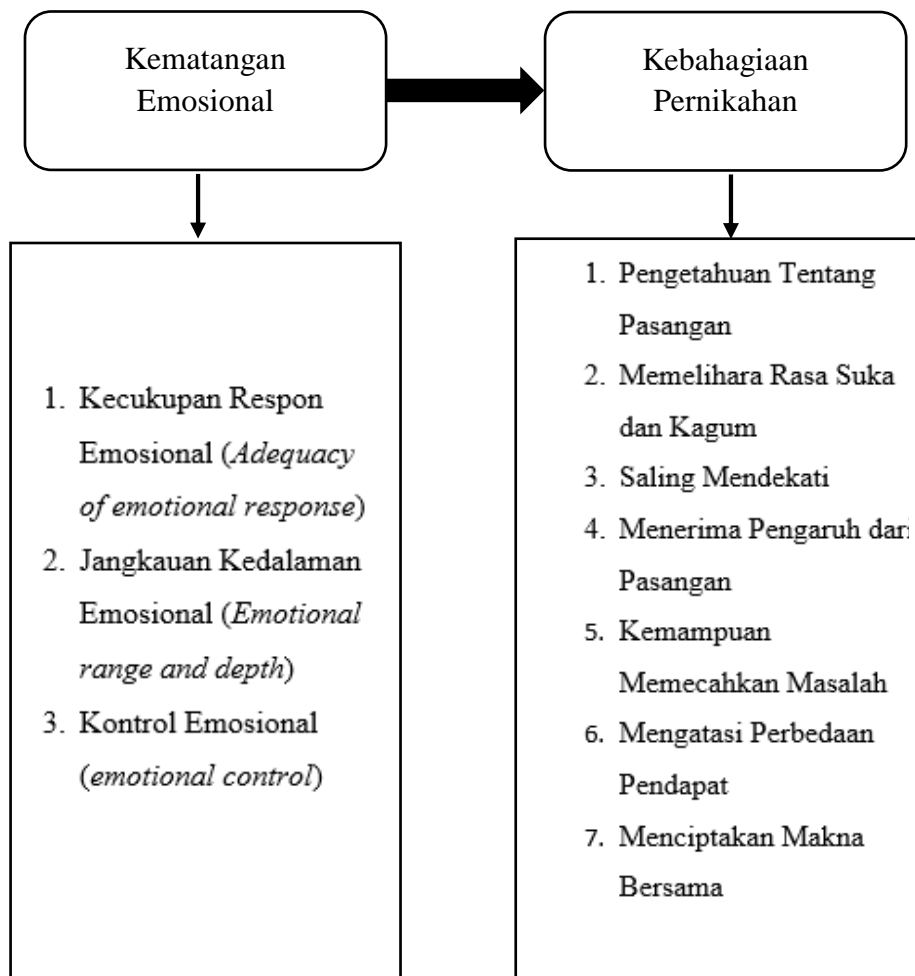 Kematangan
Emosional
Kebahagiaan
Pernikahan
1. Kecukupan Respon
Emosional (Adequacy
of emotional response)
2. Jangkauan Kedalaman
Emosional (Emotional
range and depth)
3. Kontrol Emosional
(emotional control)
1. Pengetahuan Tentang
Pasangan
2. Memelihara Rasa Suka
dan Kagum
3. Saling Mendekati
4. Menerima Pengaruh dari
Pasangan
5. Kemampuan
Memecahkan Masalah
6. Mengatasi Perbedaan
Pendapat
7. Menciptakan Makna
Bersama